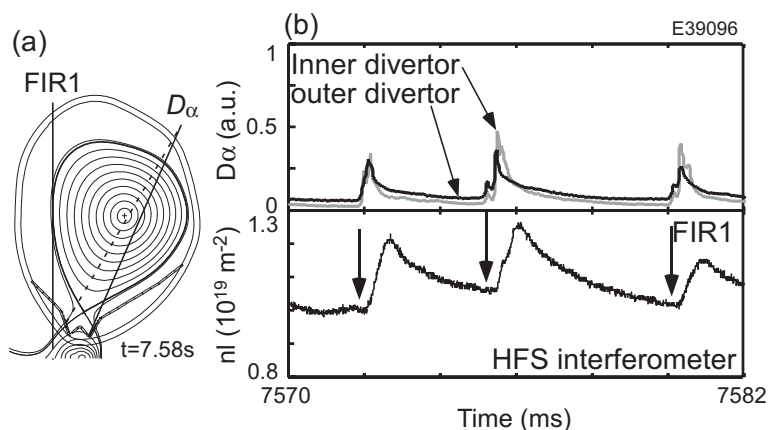 (a)
FIR1
Dα
t=7.58s
(b)
E39096
1
Inner divertor
outer divertor
0.5
Dα (a.u.)
0
1.3
FIR1
nl (10¹⁹ m⁻²)
HFS interferometer
0.8
7570
7582
Time (ms)